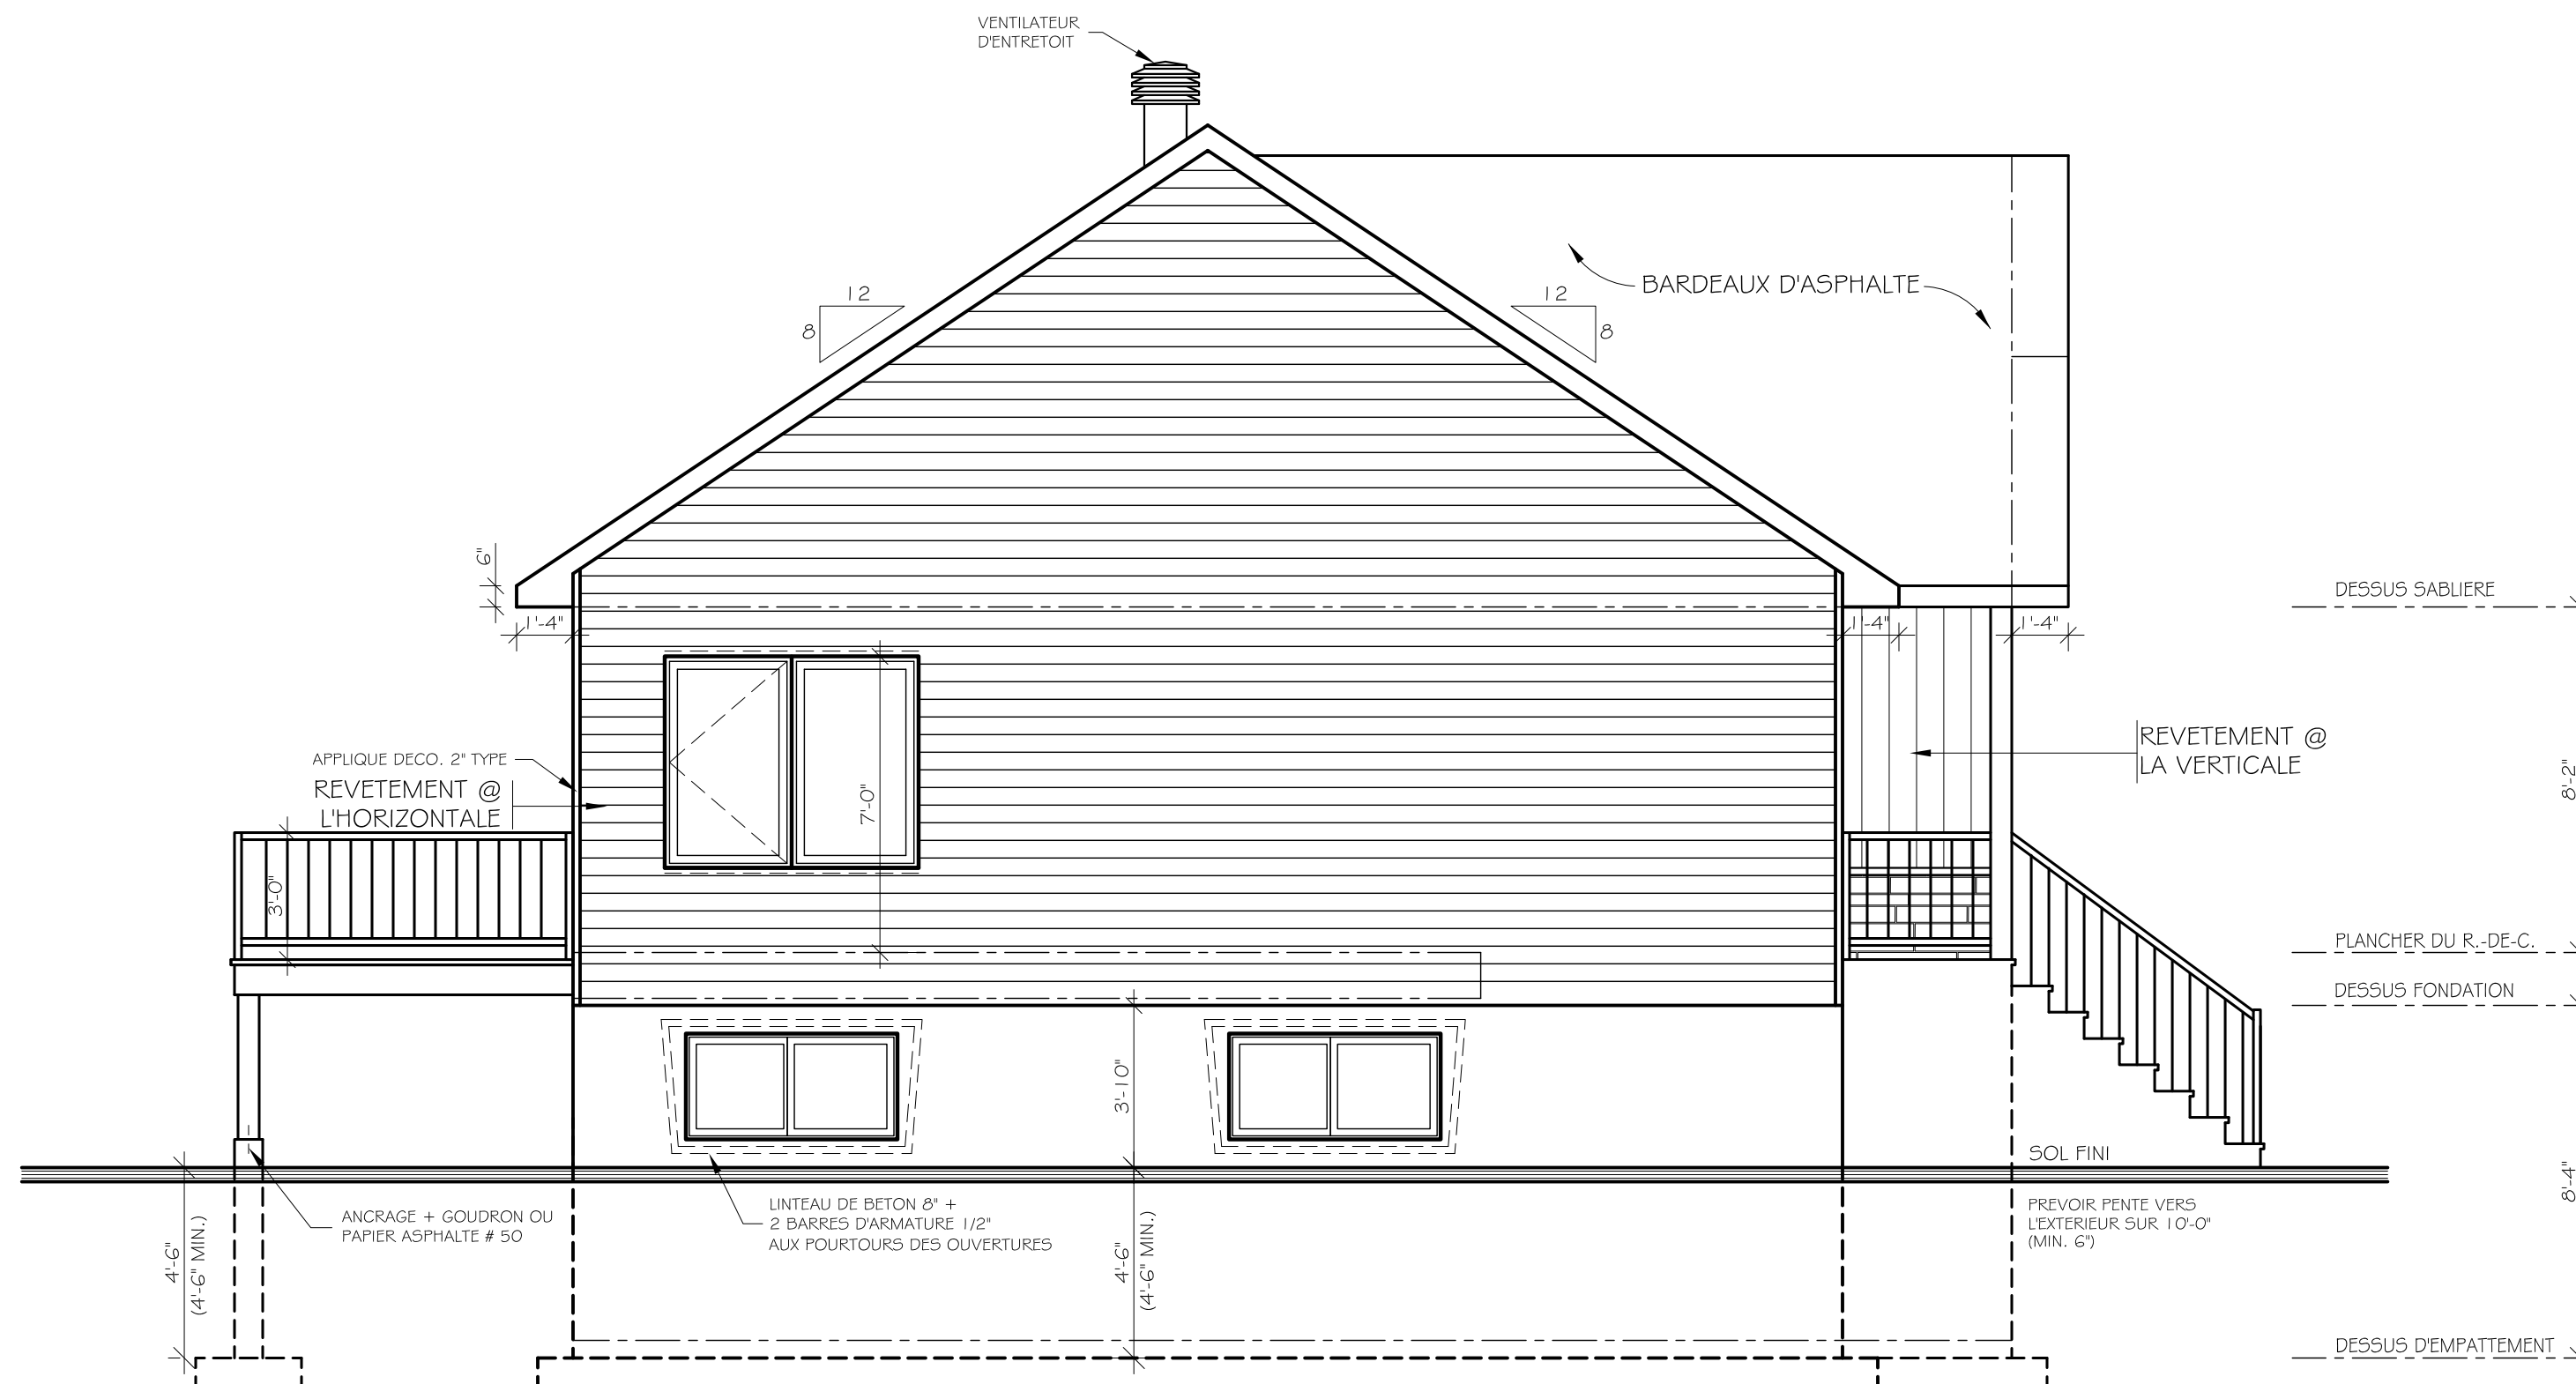 VENTILATEUR
D'ENTRETOIT
12
8
12
8
BARDEAUX D'ASPHALTE
6"
1'-4"
1'-4"
1'-4"
DESSUS SABLIERE
APPLIQUE DECO. 2" TYPE
REVETEMENT @
L'HORIZONTALE
7'-0"
REVETEMENT @
LA VERTICALE
8'-2"
3'-0"
PLANCHER DU R.-DE-C.
DESSUS FONDATION
3'-10"
SOL FINI
8'-4"
ANCRAGE + GOUDRON OU
PAPIER ASPHALTE # 50
LINTEAU DE BETON 8" +
2 BARRES D'ARMATURE 1/2"
AUX POURTOURS DES OUVERTURES
PREVOIR PENTE VERS
L'EXTERIEUR SUR 10'-0"
(MIN. 6")
4'-6"
(4'-6" MIN.)
4'-6"
(4'-6" MIN.)
DESSUS D'EMPATTEMENT